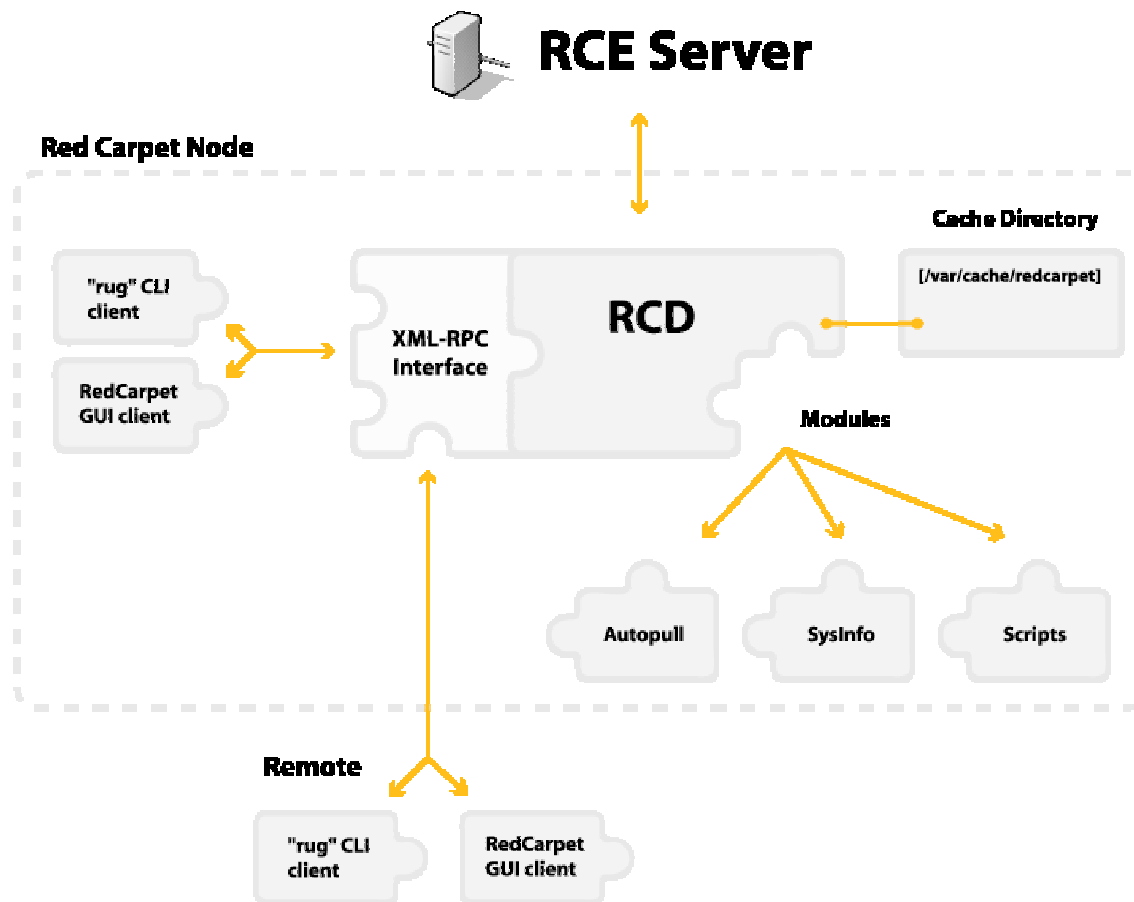 RCE Server
Red Carpet Node
Cache Directory
"rug" CLI
client
[/var/cache/redcarpet]
RCD
XML-RPC
Interface
RedCarpet
GUI client
Modules
Autopull
SysInfo
Scripts
Remote
"rug" CLI
client
RedCarpet
GUI client